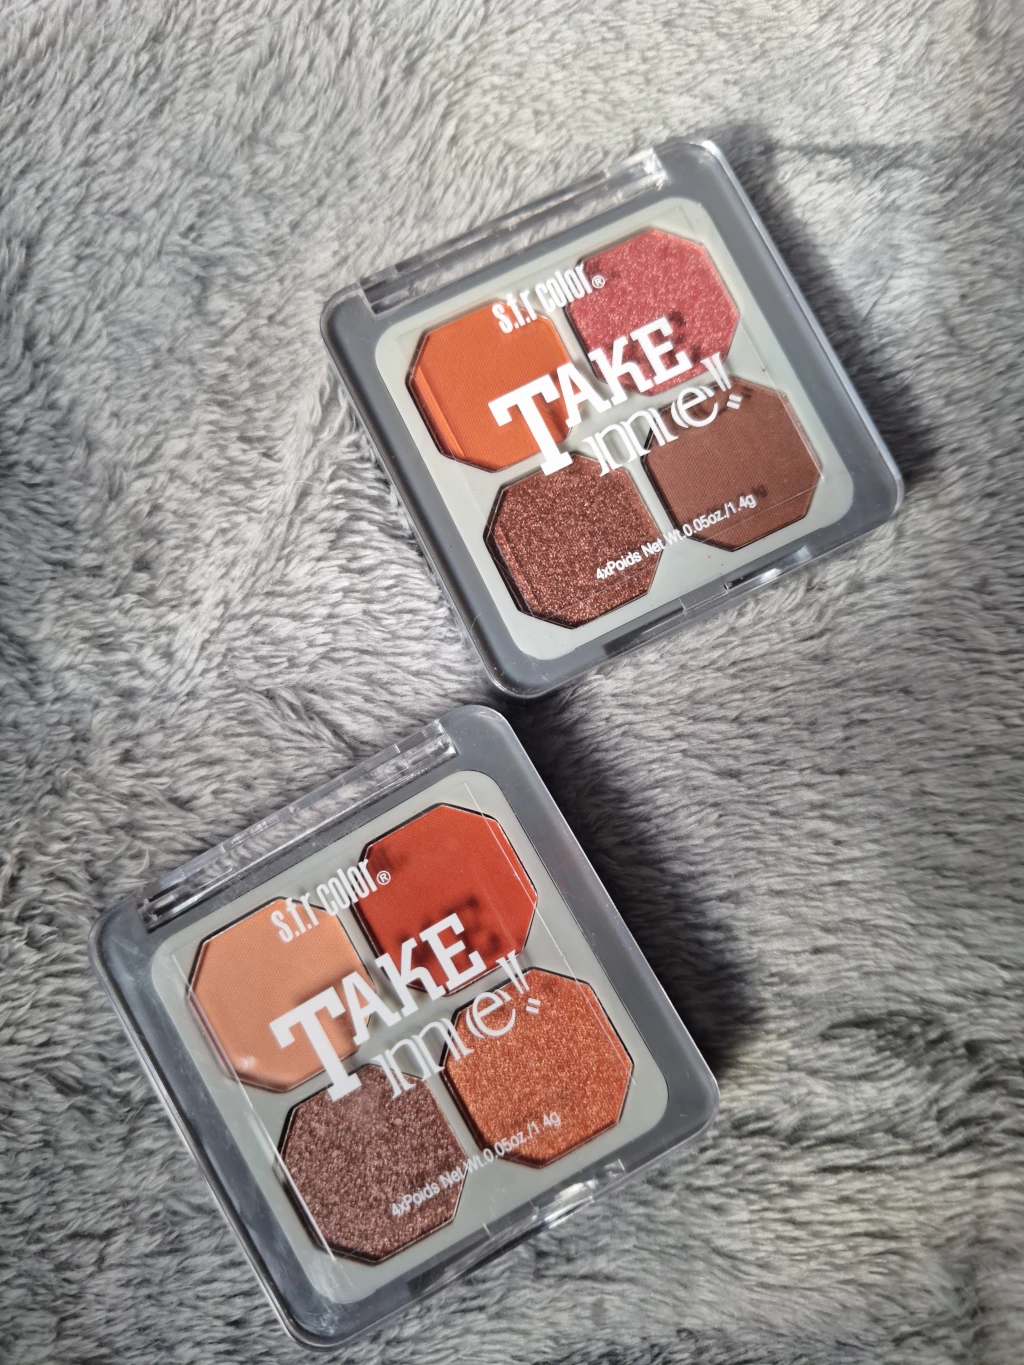 s.f.r color®
TAKE
me!!
4xPoids Net Wt.0.05oz./1.4g
s.f.r color®
TAKE
me!!
4xPoids Net Wt.0.05oz./1.4g